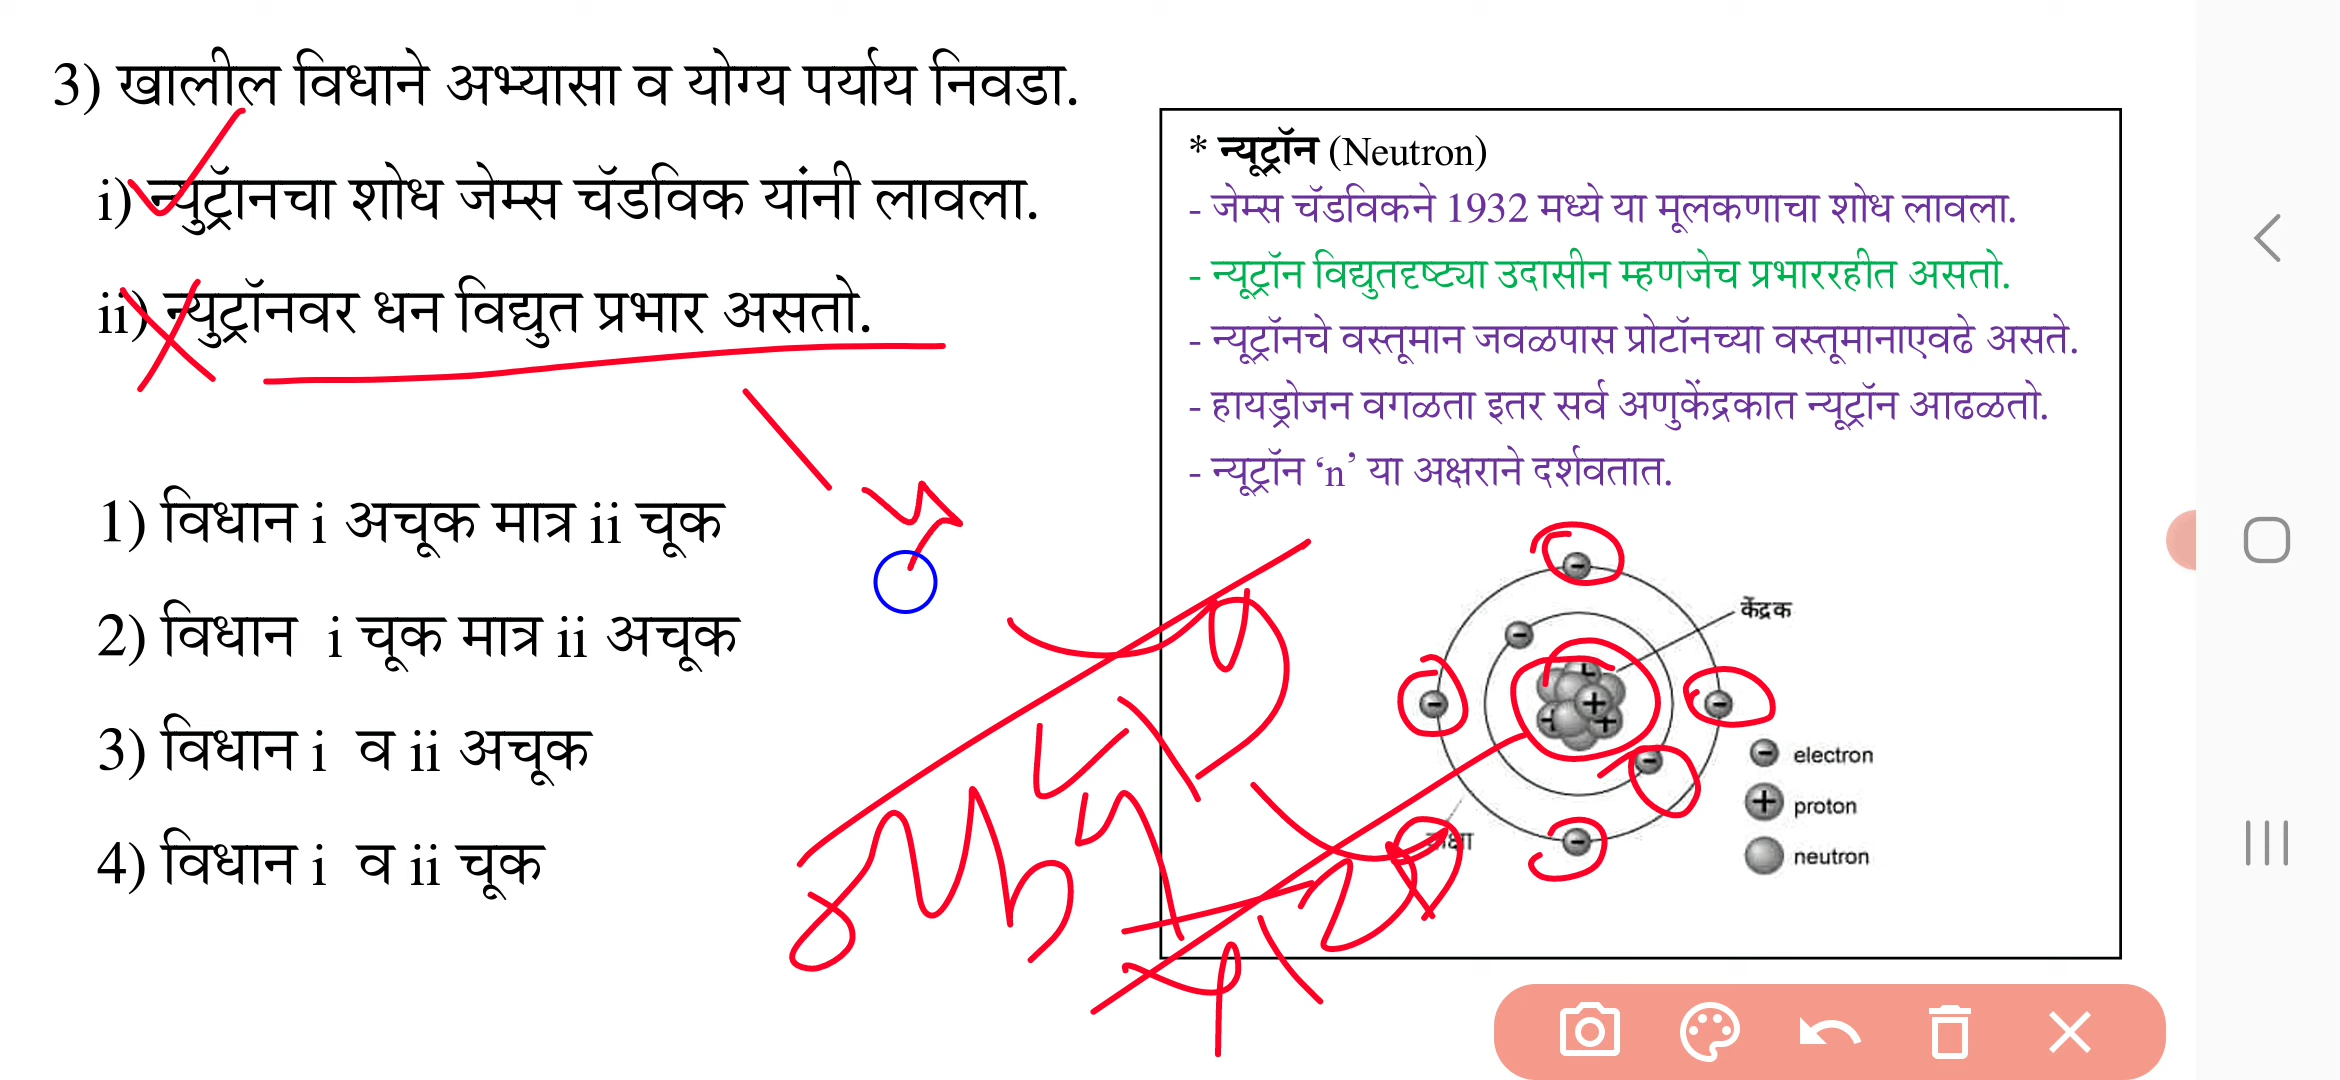 3) खालील विधाने अभ्यासा व योग्य पर्याय निवडा.
i) न्युट्रॉनचा शोध जेम्स चॅडविक यांनी लावला.
ii) न्युट्रॉनवर धन विद्युत प्रभार असतो.
1) विधान i अचूक मात्र ii चूक
2) विधान i चूक मात्र ii अचूक
3) विधान i व ii अचूक
4) विधान i व ii चूक
* न्यूट्रॉन (Neutron)
- जेम्स चॅडविकने 1932 मध्ये या मूलकणाचा शोध लावला.
- न्यूट्रॉन विद्युतदृष्ट्या उदासीन म्हणजेच प्रभाररहीत असतो.
- न्यूट्रॉनचे वस्तूमान जवळपास प्रोटॉनच्या वस्तूमानाएवढे असते.
- हायड्रोजन वगळता इतर सर्व अणुकेंद्रकात न्यूट्रॉन आढळतो.
- न्यूट्रॉन ‘n’ या अक्षराने दर्शवतात.
केंद्रक
electron
proton
neutron